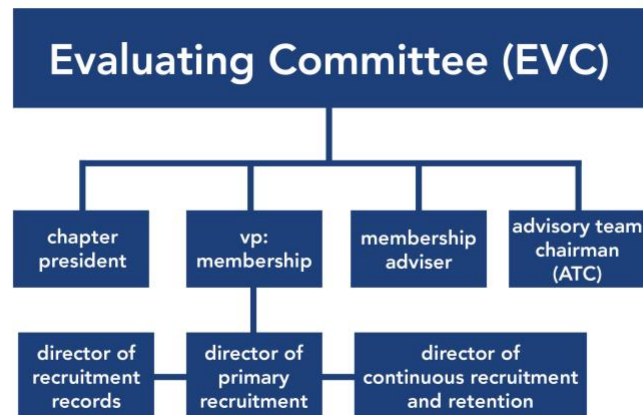 Evaluating Committee (EVC)
chapter
president
vp:
membership
membership
adviser
advisory team
chairman
(ATC)
director of
recruitment
records
director of
primary
recruitment
director of
continuous recruitment
and retention